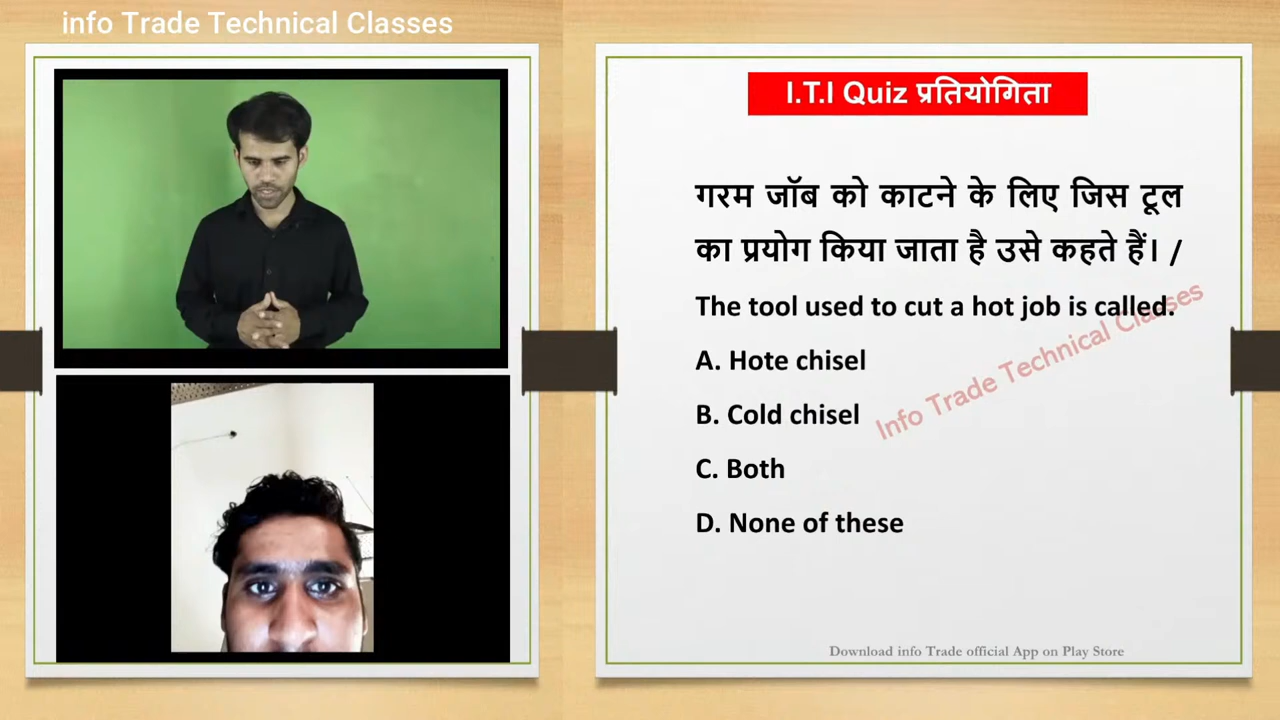 info Trade Technical Classes
I.T.I Quiz प्रतियोगिता
गरम जॉब को काटने के लिए जिस टूल
का प्रयोग किया जाता है उसे कहते हैं। /
The tool used to cut a hot job is called.
A. Hote chisel
B. Cold chisel
C. Both
D. None of these
Info Trade Technical Classes
Download info Trade official App on Play Store